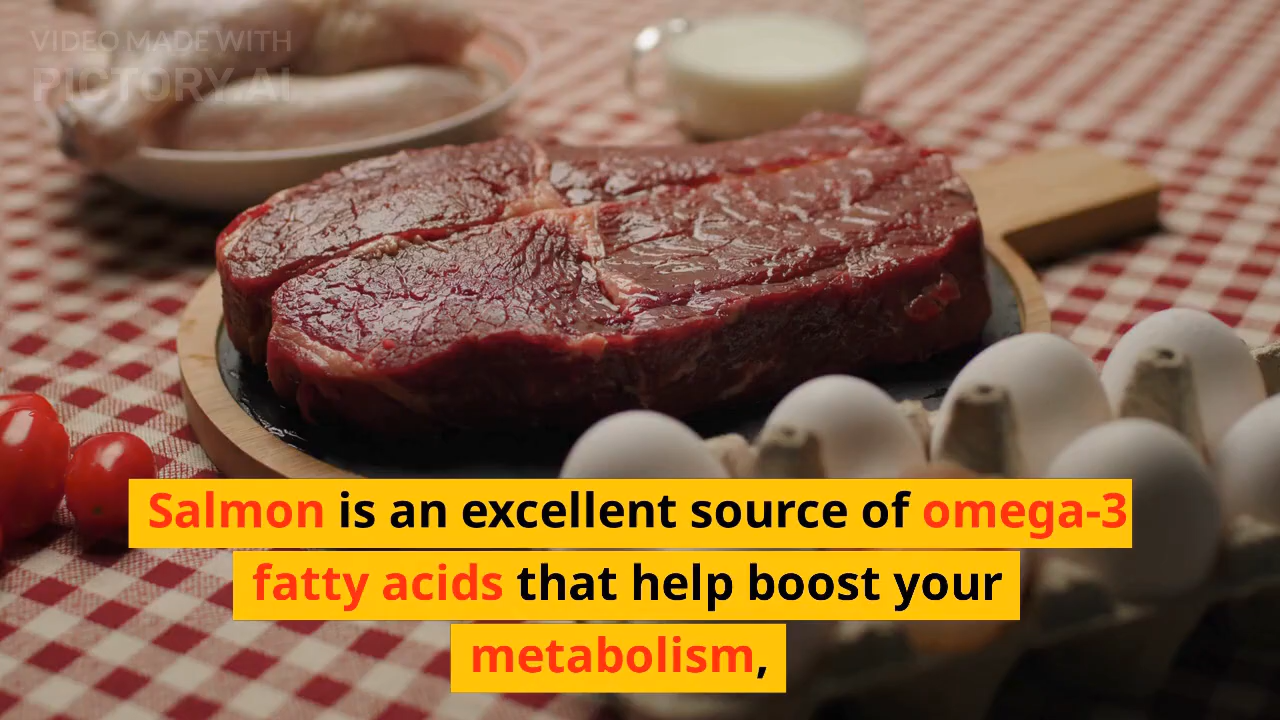 VIDEO MADE WITH
PICTORY.AI
Salmon is an excellent source of omega-3
fatty acids that help boost your
metabolism,